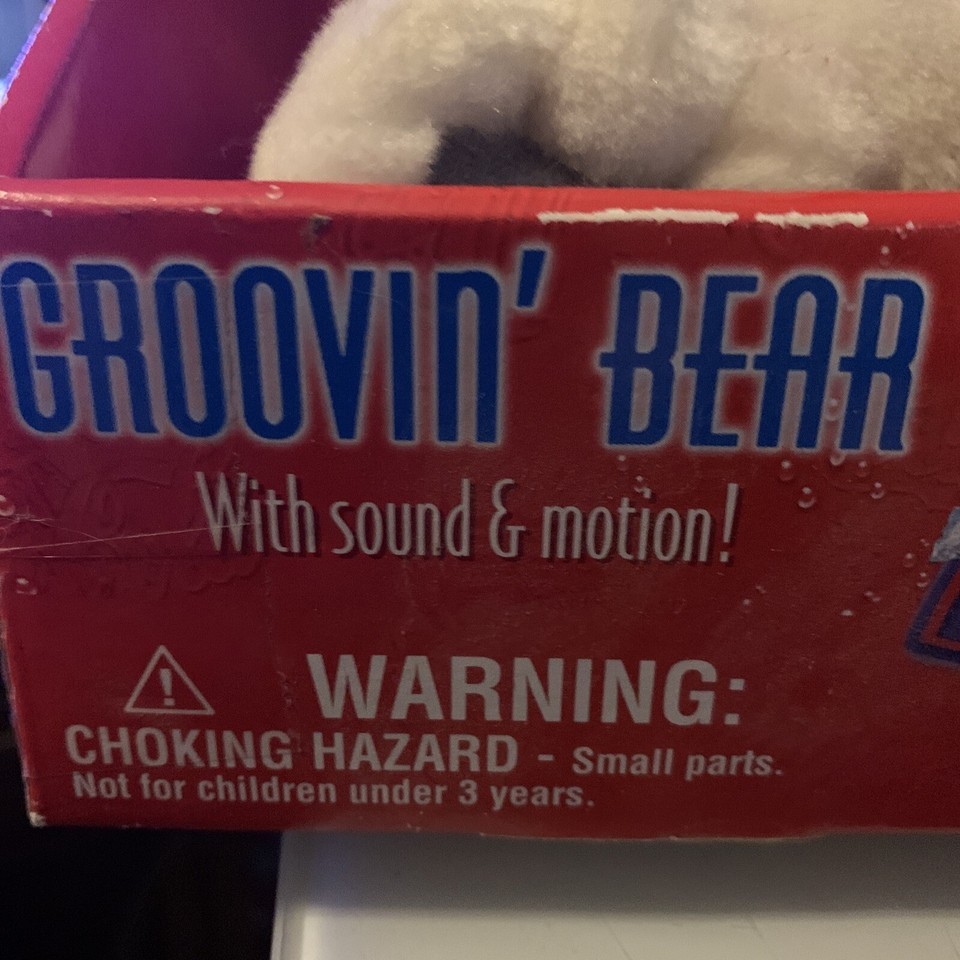 GROOVIN' BEAR
With sound & motion!
WARNING:
CHOKING HAZARD - Small parts.
Not for children under 3 years.